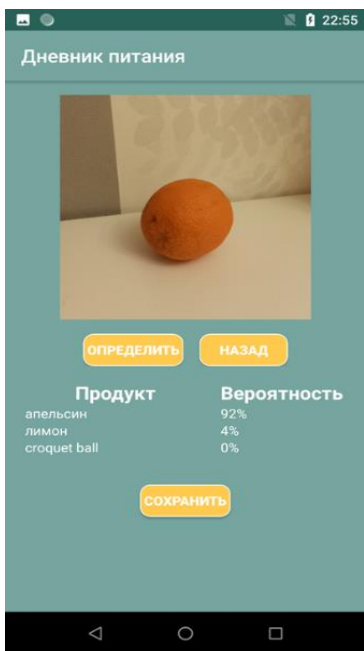 22:55
Дневник питания
ОПРЕДЕЛИТЬ НАЗАД
Продукт Вероятность
апельсин 92%
лимон 4%
croquet ball 0%
СОХРАНИТЬ